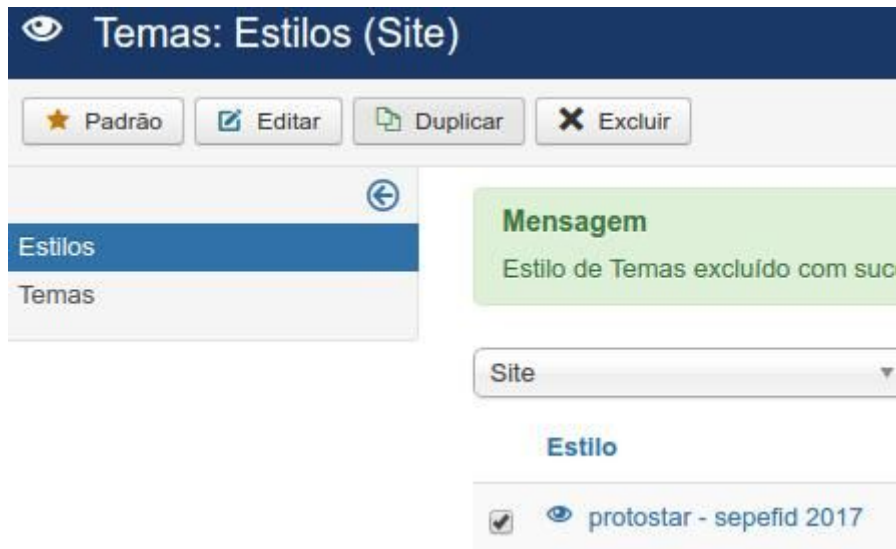 Temas: Estilos (Site)
Padrão Editar Duplicar Excluir
Estilos
Temas
Mensagem
Estilo de Temas excluído com suc
Site
Estilo
protostar - sepefid 2017